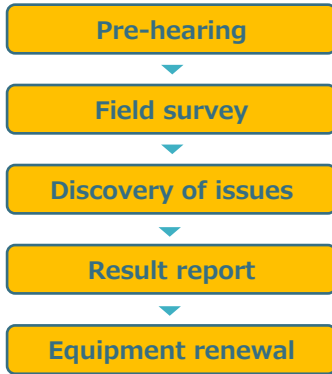 Pre-hearing
Field survey
Discovery of issues
Result report
Equipment renewal